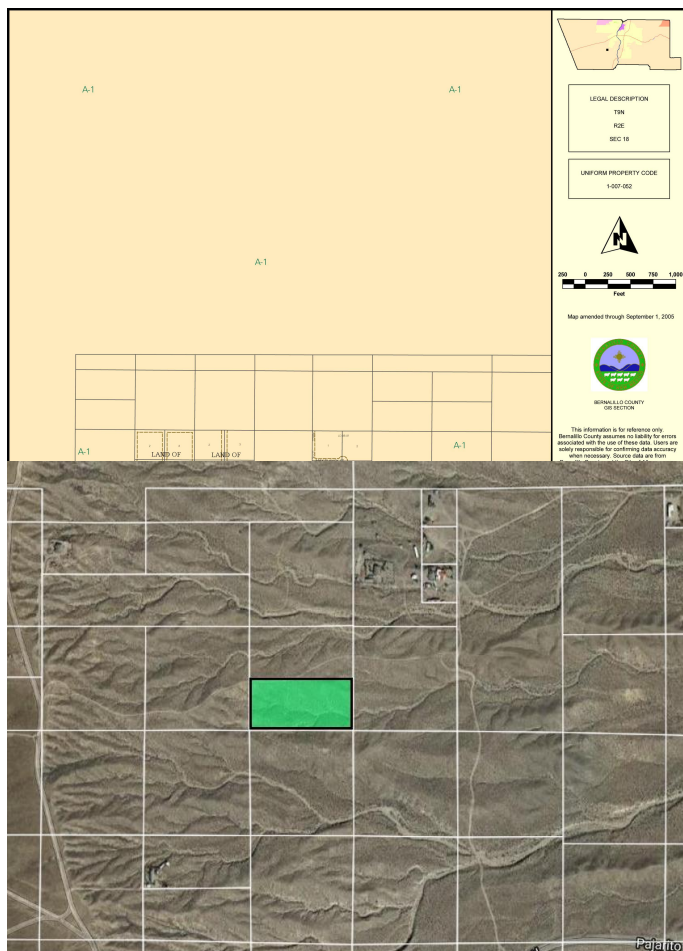 A-1
A-1
A-1
A-1
LAND OF
LAND OF
A-1
LEGAL DESCRIPTION
T9N
R2E
SEC 18
UNIFORM PROPERTY CODE
1-007-052
N
250 0 250 500 750 1,000
Feet
Map amended through September 1, 2005
BERNALILLO COUNTY
GIS SECTION
This information is for reference only.
Bernalillo County assumes no liability for errors
associated with the use of these data. Users are
solely responsible for confirming data accuracy
when necessary. Source data are from
Pajarito